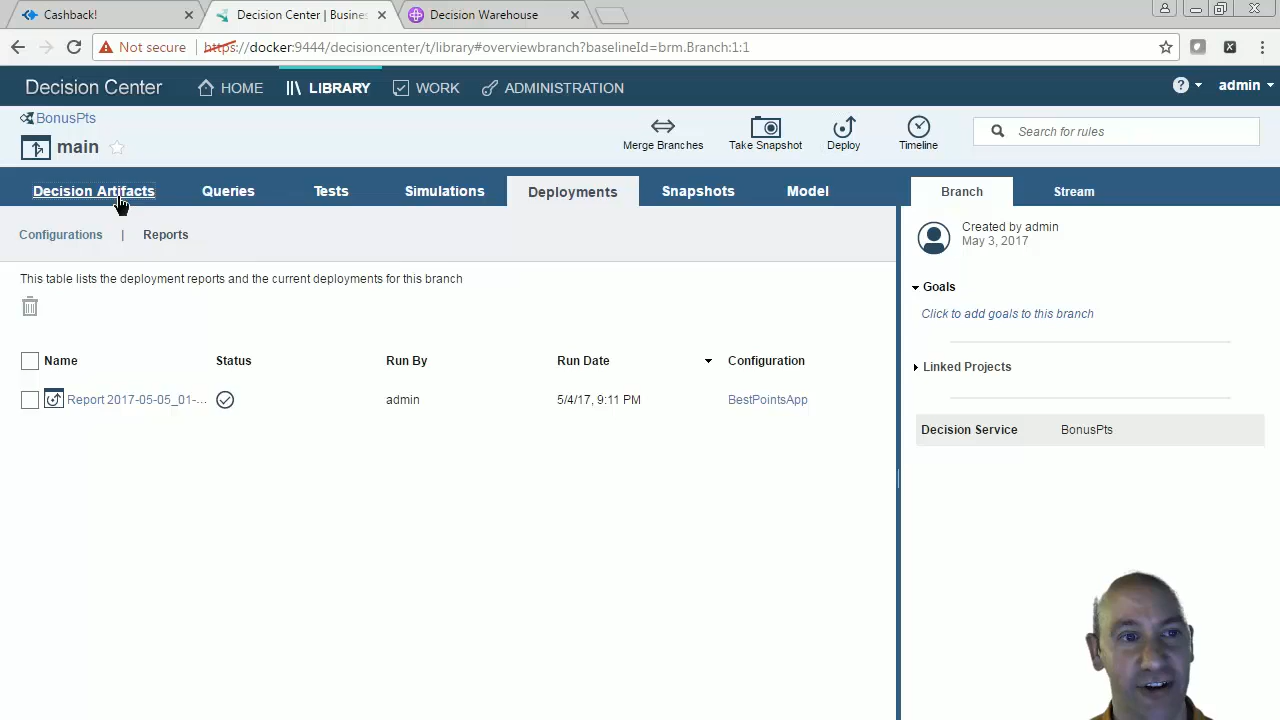 Cashback!
Decision Center | Busines
Decision Warehouse
Not secure
https://docker:9444/decisioncenter/t/library#overviewbranch?baselineId=brm.Branch:1:1
Decision Center
HOME
LIBRARY
WORK
ADMINISTRATION
?
admin
BonusPts
main
Merge Branches
Take Snapshot
Deploy
Timeline
Search for rules
Decision Artifacts
Queries
Tests
Simulations
Deployments
Snapshots
Model
Branch
Stream
Configurations | Reports
Created by admin
May 3, 2017
This table lists the deployment reports and the current deployments for this branch
Goals
Click to add goals to this branch
Name Status Run By Run Date Configuration
Linked Projects
Report 2017-05-05_01-... admin 5/4/17, 9:11 PM BestPointsApp
Decision Service BonusPts